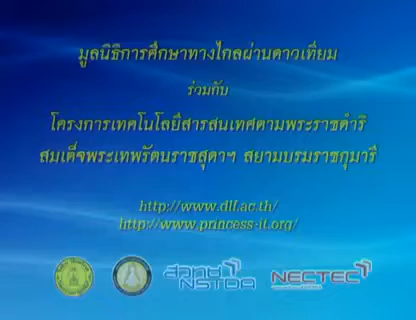 มูลนิธิการศึกษาทางไกลผ่านดาวเทียม
ร่วมกับ
โครงการเทคโนโลยีสารสนเทศตามพระราชดำริ
สมเด็จพระเทพรัตนราชสุดาฯ สยามบรมราชกุมารี
http://www.dlf.ac.th/
http://www.princess-it.org/
สวทช
NSTDA
NECTEC